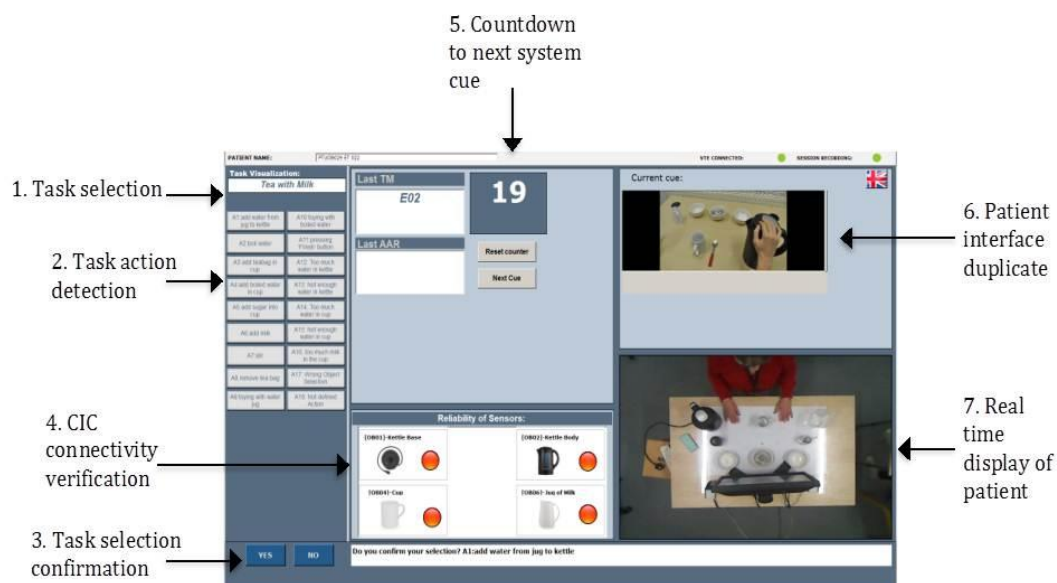 5. Countdown
to next system
cue
1. Task selection
2. Task action
detection
4. CIC
connectivity
verification
3. Task selection
confirmation
6. Patient
interface
duplicate
7. Real
time
display of
patient
PATIENT NAME:
VTE CONNECTED:
SESSION RECORDING:
Task Visualization:
Tea with Milk
A1 add water from
jug to kettle
A10 toying with
boiled water
A2 boil water
A11 pressing
'Finish' button
A3 add teabag in
cup
A12: Too much
water in kettle
A4 add boiled water
in cup
A13: Not enough
water in kettle
A5 add sugar into
cup
A14: Too much
water in cup
A6 add milk
A15: Not enough
water in cup
A7 stir
A16: Too much milk
in the cup
A8 remove tea bag
A17: Wrong Object
Selection
A9 toying with water
jug
A18: Not defined
Action
Last TM
E02
19
Last AAR
Reset counter
Next Cue
Current cue:
Reliability of Sensors:
[OB01]-Kettle Base
[OB02]-Kettle Body
[OB04]-Cup
[OB06]-Jug of Milk
YES
NO
Do you confirm your selection? A1:add water from jug to kettle